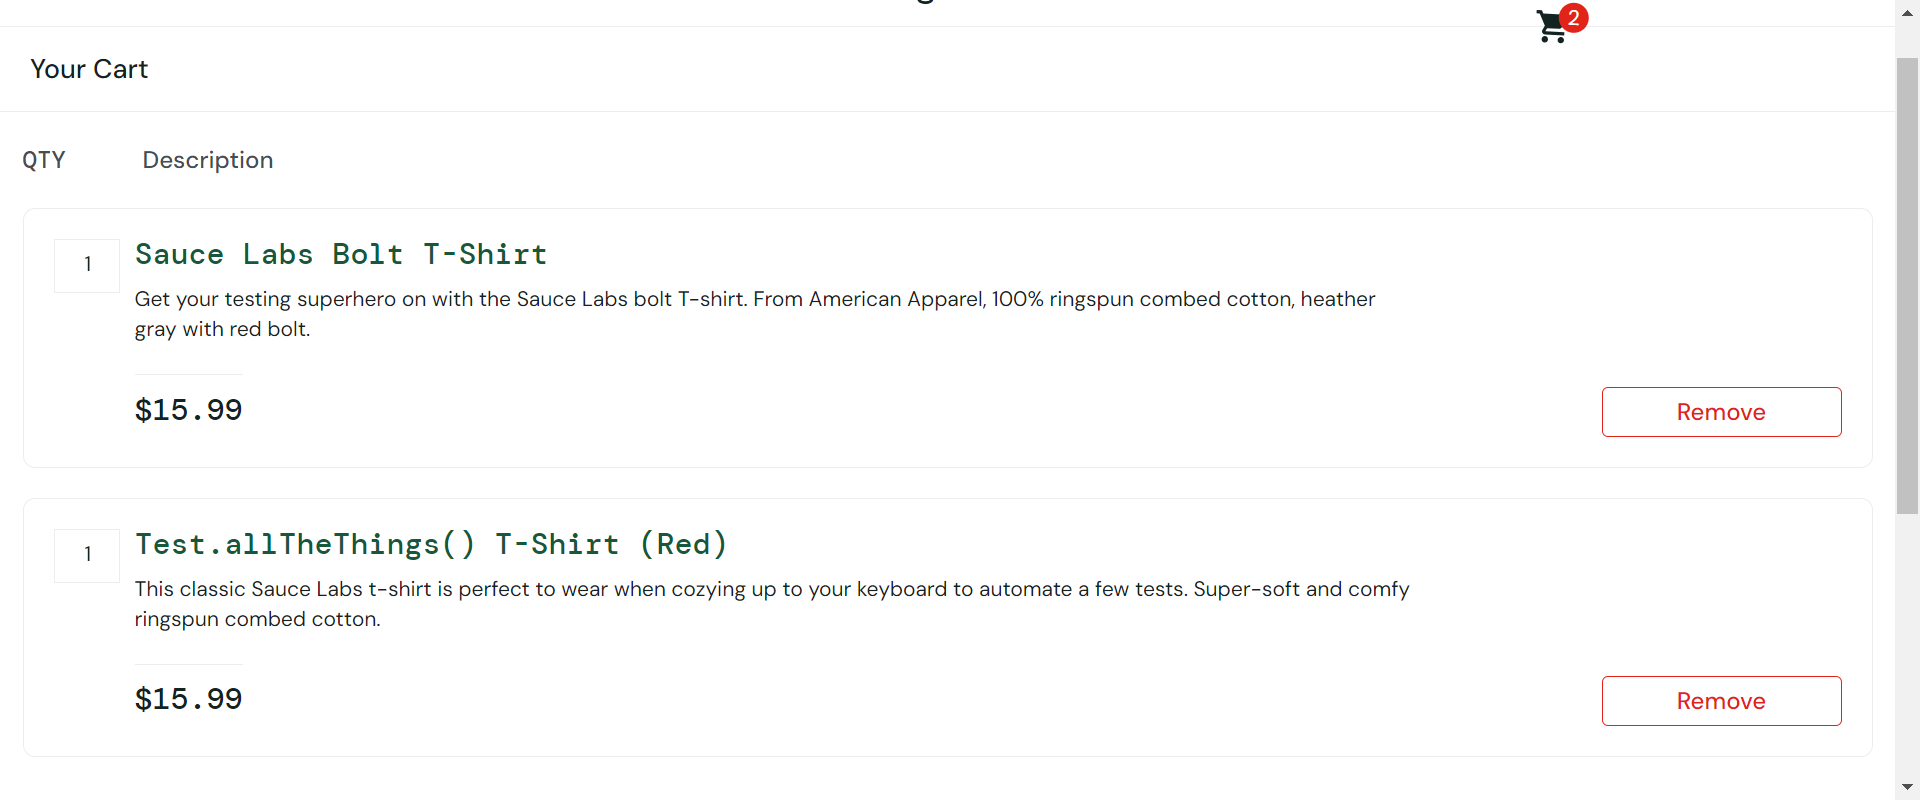 2
Your Cart
QTY Description
1
Sauce Labs Bolt T-Shirt
Get your testing superhero on with the Sauce Labs bolt T-shirt. From American Apparel, 100% ringspun combed cotton, heather
gray with red bolt.
$15.99
Remove
1
Test.allTheThings() T-Shirt (Red)
This classic Sauce Labs t-shirt is perfect to wear when cozying up to your keyboard to automate a few tests. Super-soft and comfy
ringspun combed cotton.
$15.99
Remove